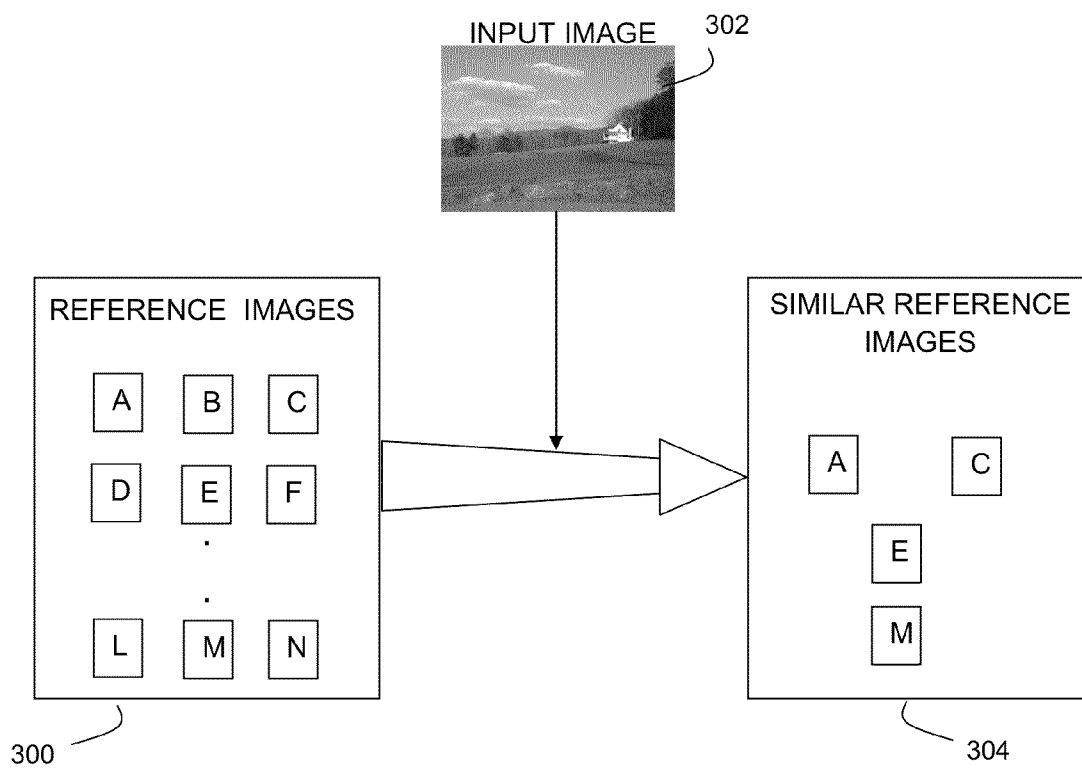 INPUT IMAGE
302
REFERENCE IMAGES
A B C
D E F
.
.
L M N
300
SIMILAR REFERENCE
IMAGES
A C
E
M
304